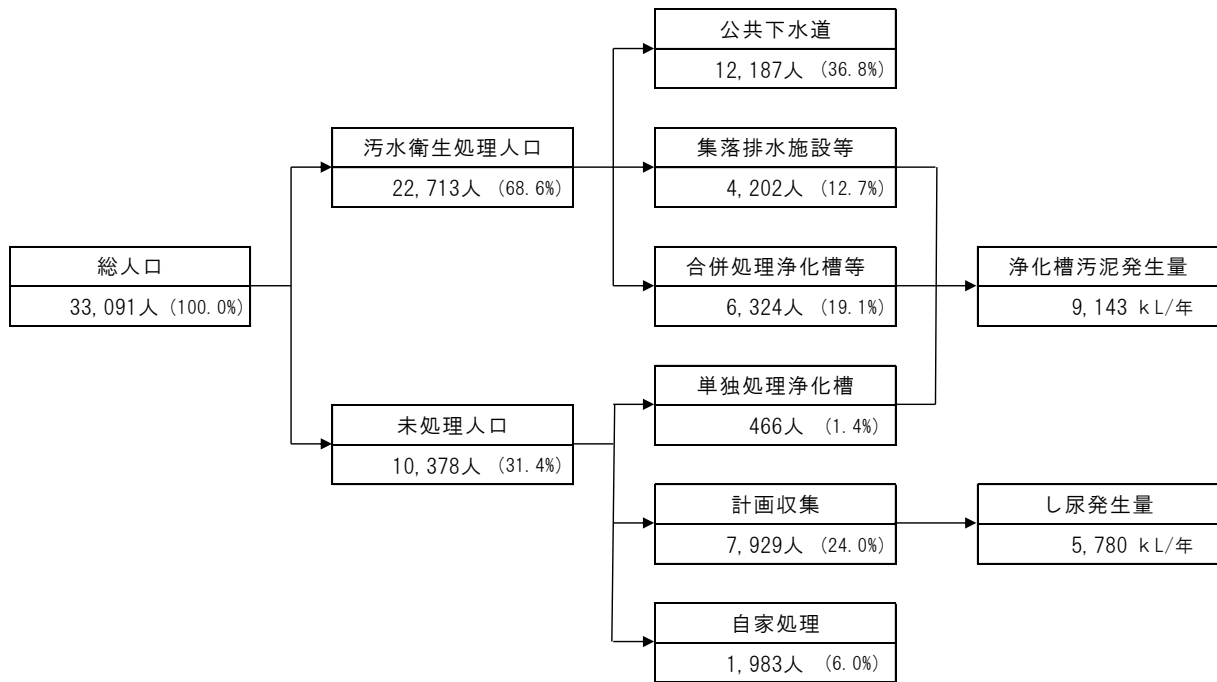 公共下水道
12,187人 (36.8%)
汚水衛生処理人口
22,713人 (68.6%)
集落排水施設等
4,202人 (12.7%)
総人口
33,091人 (100.0%)
合併処理浄化槽等
6,324人 (19.1%)
浄化槽汚泥発生量
9,143 kL/年
単独処理浄化槽
466人 (1.4%)
未処理人口
10,378人 (31.4%)
計画収集
7,929人 (24.0%)
し尿発生量
5,780 kL/年
自家処理
1,983人 (6.0%)